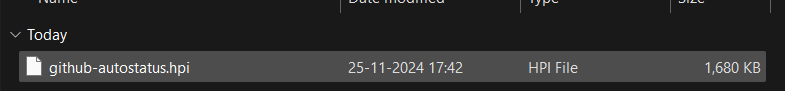 Name Date modified Type Size
Today
github-autostatus.hpi 25-11-2024 17:42 HPI File 1,680 KB